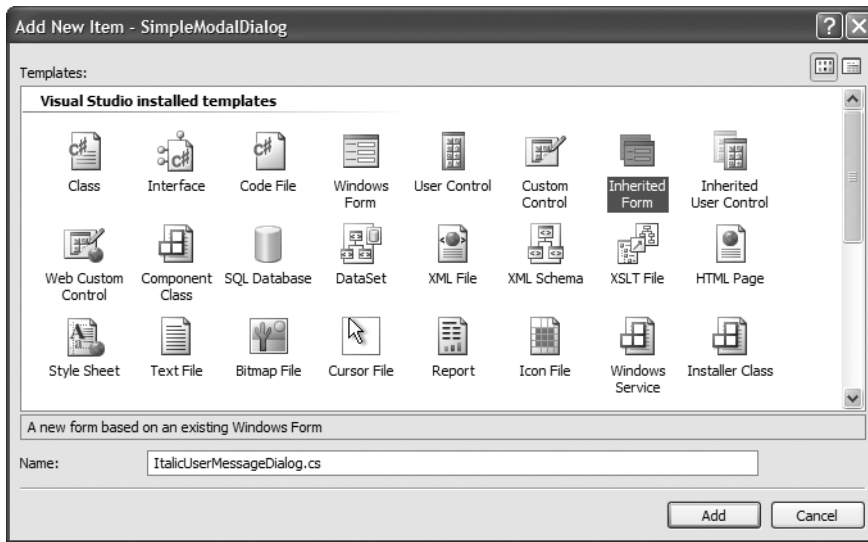 Add New Item - SimpleModalDialog
Templates:
Visual Studio installed templates
C# C# C#
Class Interface Code File Windows Form User Control Custom Control Inherited Form Inherited User Control
Web Custom Control Component Class SQL Database DataSet XML File XML Schema XSLT File HTML Page
A
Style Sheet Text File Bitmap File Cursor File Report Icon File Windows Service Installer Class
A new form based on an existing Windows Form
Name: ItalicUserMessageDialog.cs
Add Cancel